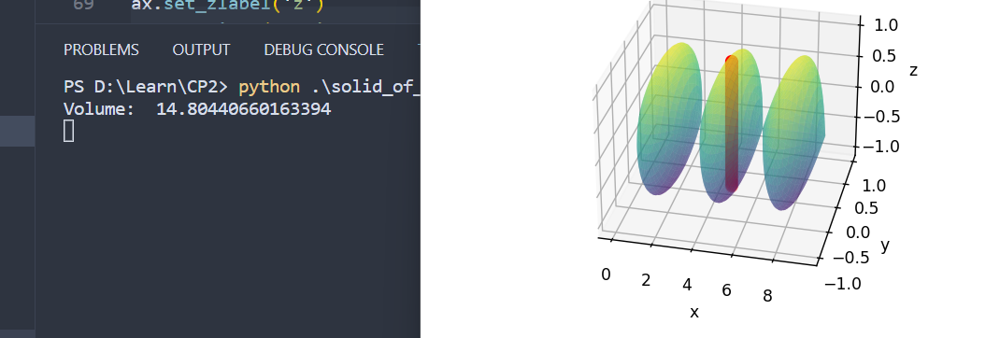 69 ax.set_zlabel('z')
PROBLEMS OUTPUT DEBUG CONSOLE
PS D:\Learn\CP2> python .\solid_of_
Volume: 14.80440660163394
1.0
0.5
z
0.0
−0.5
−1.0
1.0
0.5
0.0
y
−0.5
−1.0
0 2 4 6 8
x